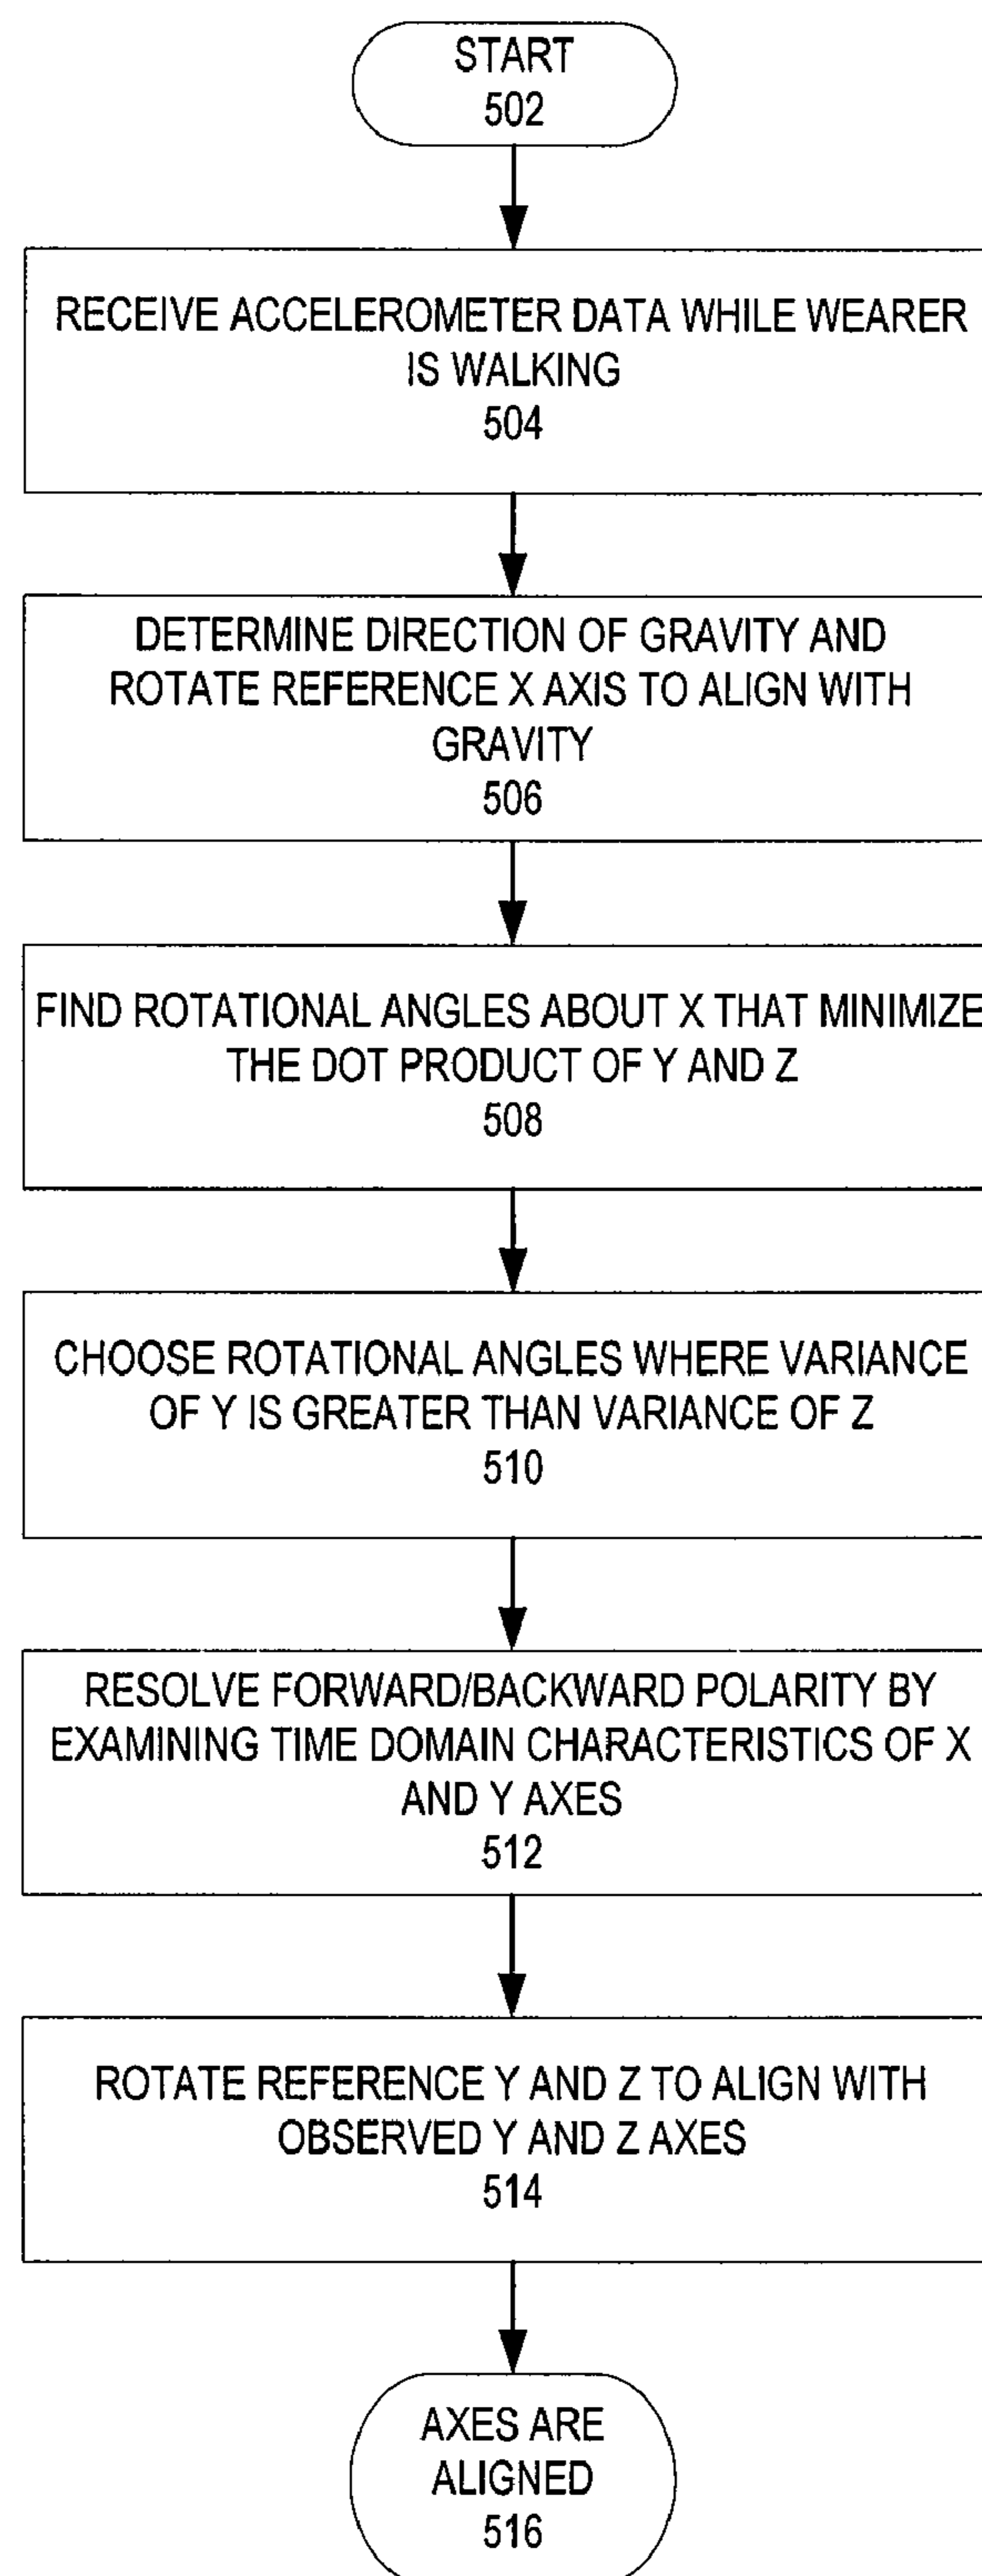 START
502
RECEIVE ACCELEROMETER DATA WHILE WEARER
IS WALKING
504
DETERMINE DIRECTION OF GRAVITY AND
ROTATE REFERENCE X AXIS TO ALIGN WITH
GRAVITY
506
FIND ROTATIONAL ANGLES ABOUT X THAT MINIMIZE
THE DOT PRODUCT OF Y AND Z
508
CHOOSE ROTATIONAL ANGLES WHERE VARIANCE
OF Y IS GREATER THAN VARIANCE OF Z
510
RESOLVE FORWARD/BACKWARD POLARITY BY
EXAMINING TIME DOMAIN CHARACTERISTICS OF X
AND Y AXES
512
ROTATE REFERENCE Y AND Z TO ALIGN WITH
OBSERVED Y AND Z AXES
514
AXES ARE
ALIGNED
516